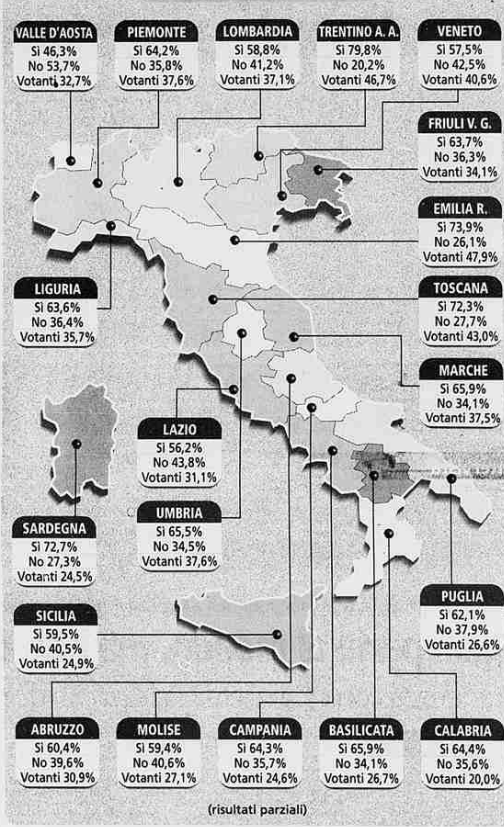 VALLE D'AOSTA
Sì 46,3%
No 53,7%
Votanti 32,7%
PIEMONTE
Sì 64,2%
No 35,8%
Votanti 37,6%
LOMBARDIA
Sì 58,8%
No 41,2%
Votanti 37,1%
TRENTINO A. A.
Sì 79,8%
No 20,2%
Votanti 46,7%
VENETO
Sì 57,5%
No 42,5%
Votanti 40,6%
FRIULI V. G.
Sì 63,7%
No 36,3%
Votanti 34,1%
EMILIA R.
Sì 73,9%
No 26,1%
Votanti 47,9%
LIGURIA
Sì 63,6%
No 36,4%
Votanti 35,7%
TOSCANA
Sì 72,3%
No 27,7%
Votanti 43,0%
MARCHE
Sì 65,9%
No 34,1%
Votanti 37,5%
LAZIO
Sì 56,2%
No 43,8%
Votanti 31,1%
UMBRIA
Sì 65,5%
No 34,5%
Votanti 37,6%
SARDEGNA
Sì 72,7%
No 27,3%
Votanti 24,5%
PUGLIA
Sì 62,1%
No 37,9%
Votanti 26,6%
SICILIA
Sì 59,5%
No 40,5%
Votanti 24,9%
ABRUZZO
Sì 60,4%
No 39,6%
Votanti 30,9%
MOLISE
Sì 59,4%
No 40,6%
Votanti 27,1%
CAMPANIA
Sì 64,3%
No 35,7%
Votanti 24,6%
BASILICATA
Sì 65,9%
No 34,1%
Votanti 26,7%
CALABRIA
Sì 64,4%
No 35,6%
Votanti 20,0%
(risultati parziali)